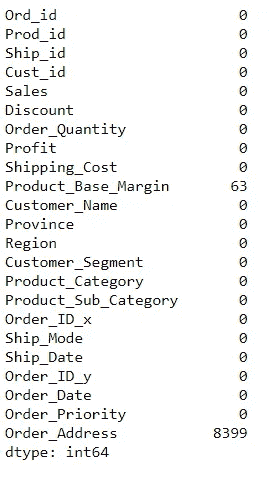 Ord_id 0
Prod_id 0
Ship_id 0
Cust_id 0
Sales 0
Discount 0
Order_Quantity 0
Profit 0
Shipping_Cost 0
Product_Base_Margin 63
Customer_Name 0
Province 0
Region 0
Customer_Segment 0
Product_Category 0
Product_Sub_Category 0
Order_ID_x 0
Ship_Mode 0
Ship_Date 0
Order_ID_y 0
Order_Date 0
Order_Priority 0
Order_Address 8399
dtype: int64